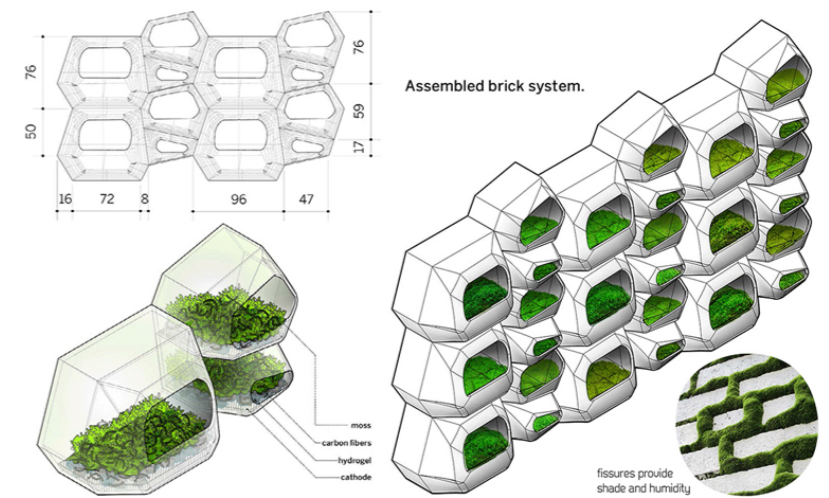 76
50
16
72
8
96
47
76
59
17
Assembled brick system.
moss
carbon fibers
hydrogel
cathode
fissures provide
shade and humidity